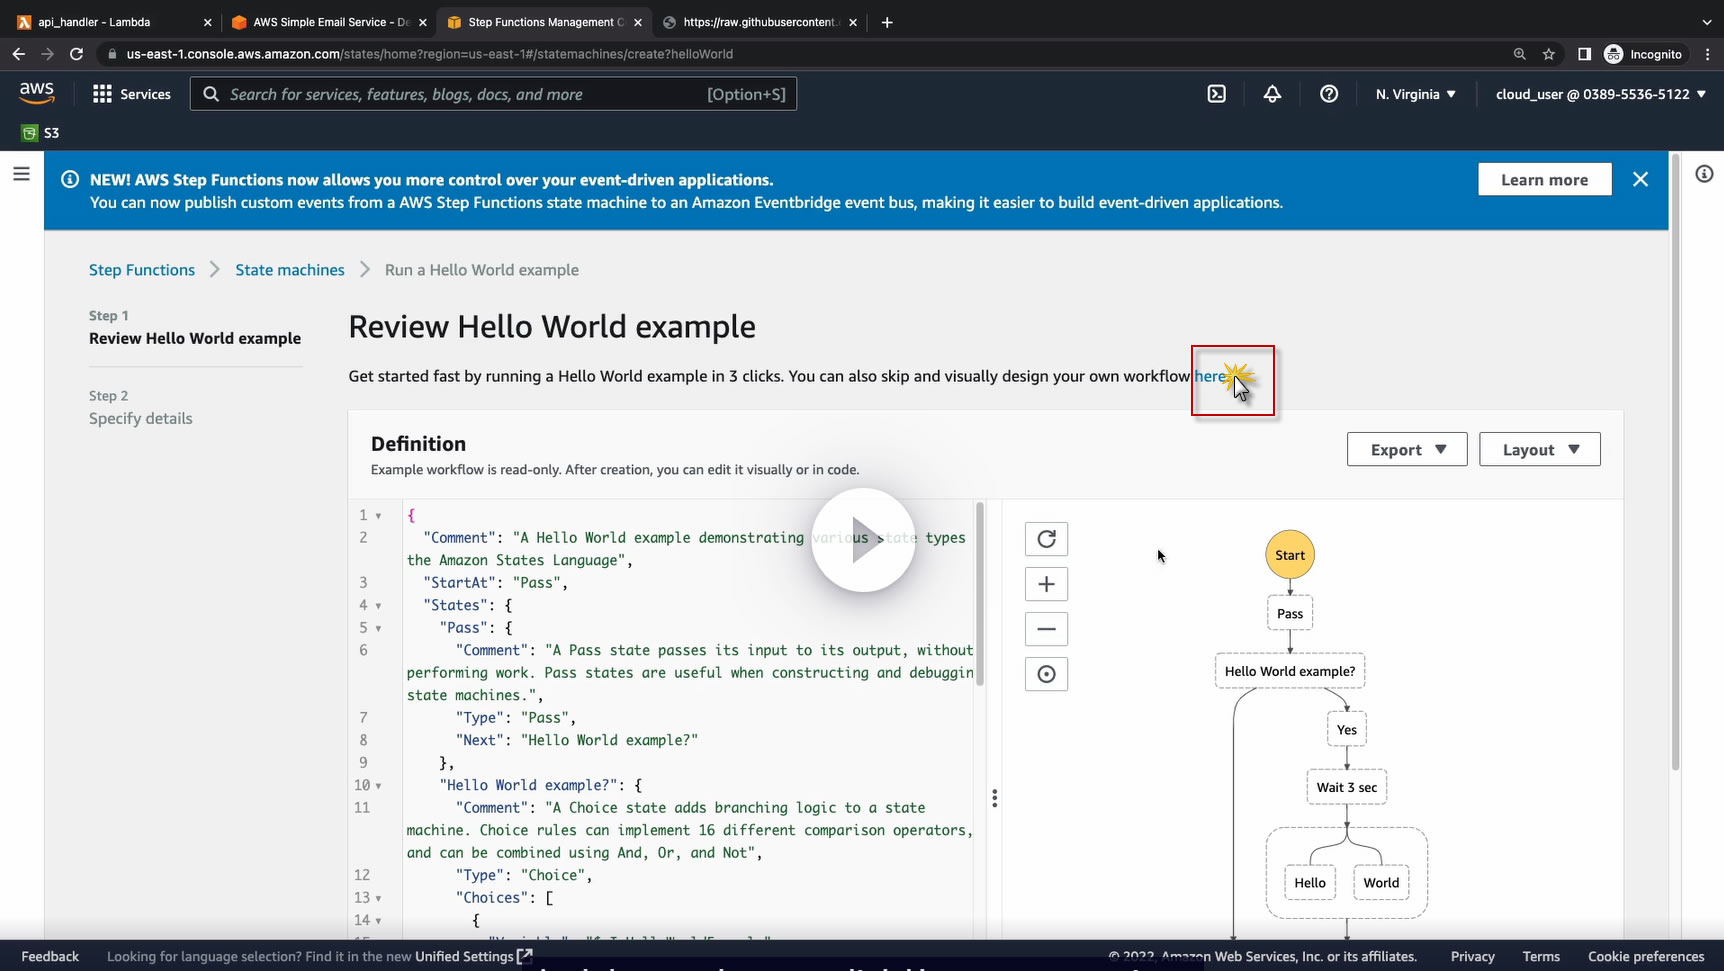 api_handler - Lambda
AWS Simple Email Service - De
Step Functions Management C
https://raw.githubusercontent.
us-east-1.console.aws.amazon.com/states/home?region=us-east-1#/statemachines/create?helloWorld
Incognito
aws
Services
Search for services, features, blogs, docs, and more
[Option+S]
N. Virginia
cloud_user @ 0389-5536-5122
S3
NEW! AWS Step Functions now allows you more control over your event-driven applications.
You can now publish custom events from a AWS Step Functions state machine to an Amazon Eventbridge event bus, making it easier to build event-driven applications.
Learn more
Step Functions
State machines
Run a Hello World example
Step 1
Review Hello World example
Step 2
Specify details
Review Hello World example
Get started fast by running a Hello World example in 3 clicks. You can also skip and visually design your own workflow here
Definition
Example workflow is read-only. After creation, you can edit it visually or in code.
Export
Layout
1 {
2 "Comment": "A Hello World example demonstrating various state types
the Amazon States Language",
3 "StartAt": "Pass",
4 "States": {
5 "Pass": {
6 "Comment": "A Pass state passes its input to its output, without
performing work. Pass states are useful when constructing and debuggin
state machines.",
7 "Type": "Pass",
8 "Next": "Hello World example?"
9 },
10 "Hello World example?": {
11 "Comment": "A Choice state adds branching logic to a state
machine. Choice rules can implement 16 different comparison operators,
and can be combined using And, Or, and Not",
12 "Type": "Choice",
13 "Choices": [
14 {
Start
Pass
Hello World example?
Yes
Wait 3 sec
Hello
World
Feedback
Looking for language selection? Find it in the new Unified Settings
© 2022, Amazon Web Services, Inc. or its affiliates.
Privacy
Terms
Cookie preferences